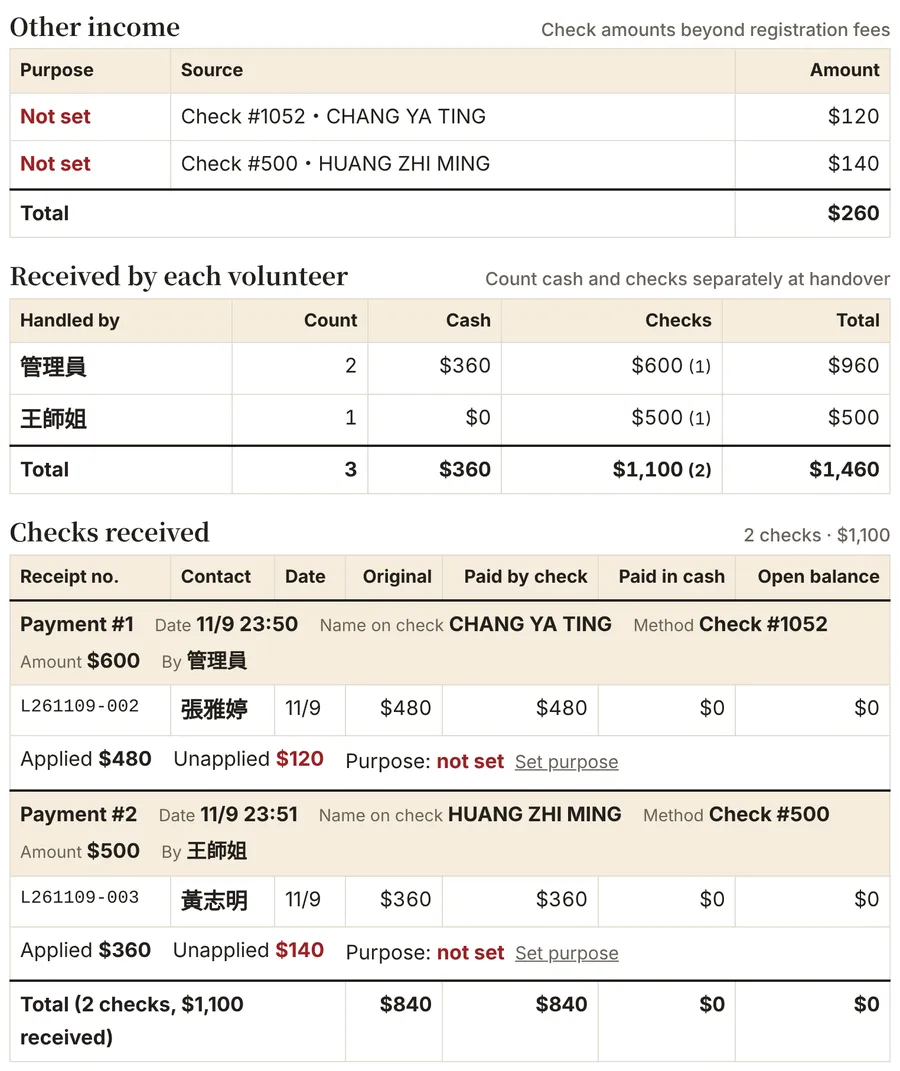 Other income Check amounts beyond registration fees
Purpose Source Amount
Not set Check #1052 • CHANG YA TING $120
Not set Check #500 • HUANG ZHI MING $140
Total $260
Received by each volunteer Count cash and checks separately at handover
Handled by Count Cash Checks Total
管理員 2 $360 $600 (1) $960
王師姐 1 $0 $500 (1) $500
Total 3 $360 $1,100 (2) $1,460
Checks received 2 checks · $1,100
Receipt no. Contact Date Original Paid by check Paid in cash Open balance
Payment #1 Date 11/9 23:50 Name on check CHANG YA TING Method Check #1052
Amount $600 By 管理員
L261109-002 張雅婷 11/9 $480 $480 $0 $0
Applied $480 Unapplied $120 Purpose: not set Set purpose
Payment #2 Date 11/9 23:51 Name on check HUANG ZHI MING Method Check #500
Amount $500 By 王師姐
L261109-003 黃志明 11/9 $360 $360 $0 $0
Applied $360 Unapplied $140 Purpose: not set Set purpose
Total (2 checks, $1,100 $840 $840 $0 $0
received)